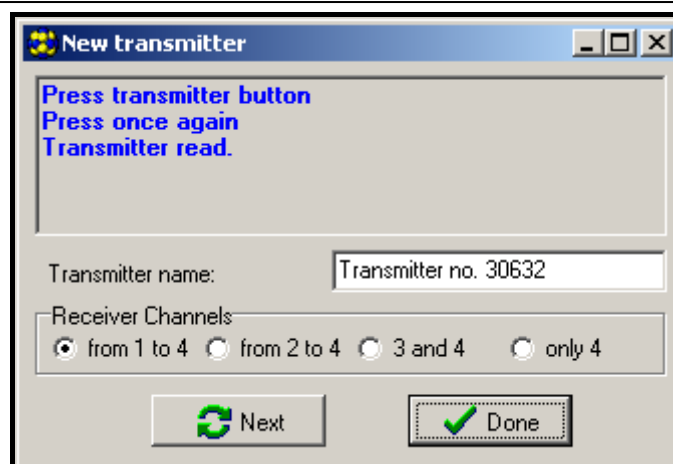 New transmitter
Press transmitter button
Press once again
Transmitter read.
Transmitter name: Transmitter no. 30632
Receiver Channels
from 1 to 4 from 2 to 4 3 and 4 only 4
Next Done